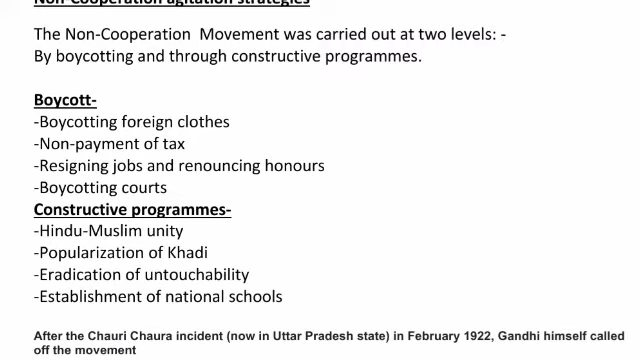 Non-Cooperation agitation strategies
The Non-Cooperation  Movement was carried out at two levels: -
By boycotting and through constructive programmes.
Boycott-
-Boycotting foreign clothes
-Non-payment of tax
-Resigning jobs and renouncing honours
-Boycotting courts
Constructive programmes-
-Hindu-Muslim unity
-Popularization of Khadi
-Eradication of untouchability
-Establishment of national schools
After the Chauri Chaura incident (now in Uttar Pradesh state) in February 1922, Gandhi himself called
off the movement